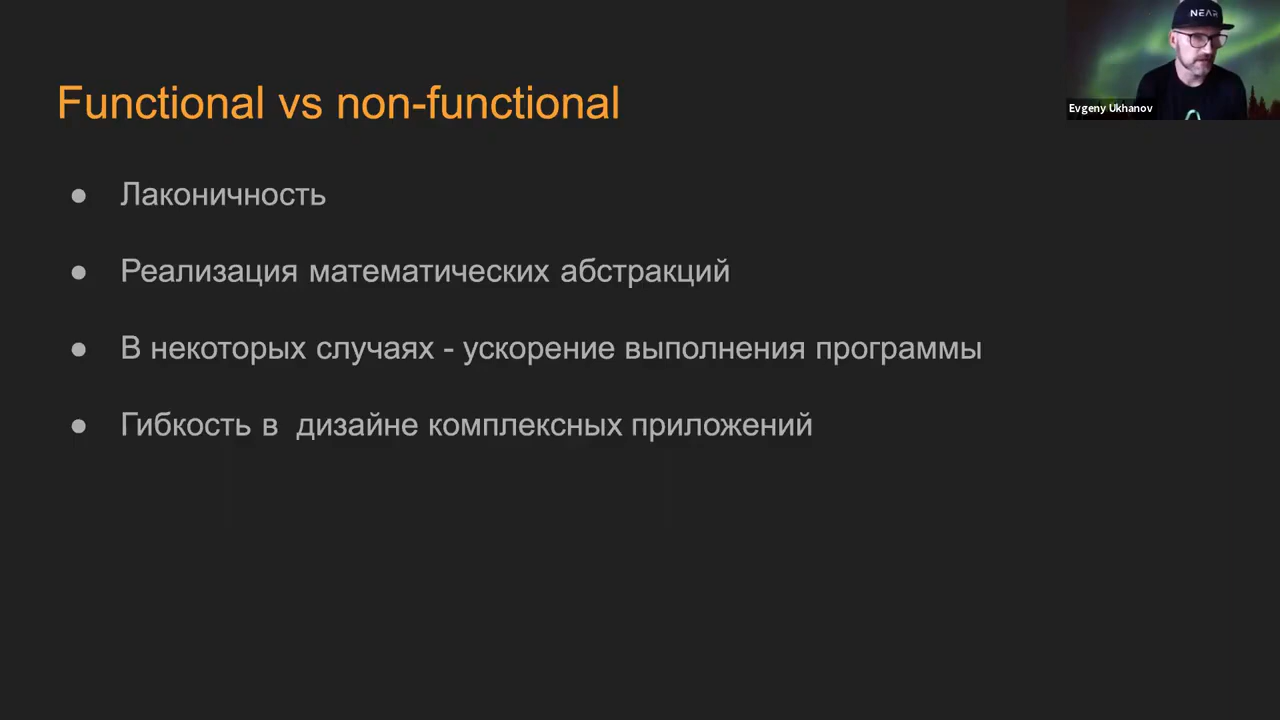 Functional vs non-functional
NEAR
Evgeny Ukhanov
● Лаконичность
● Реализация математических абстракций
● В некоторых случаях - ускорение выполнения программы
● Гибкость в  дизайне комплексных приложений